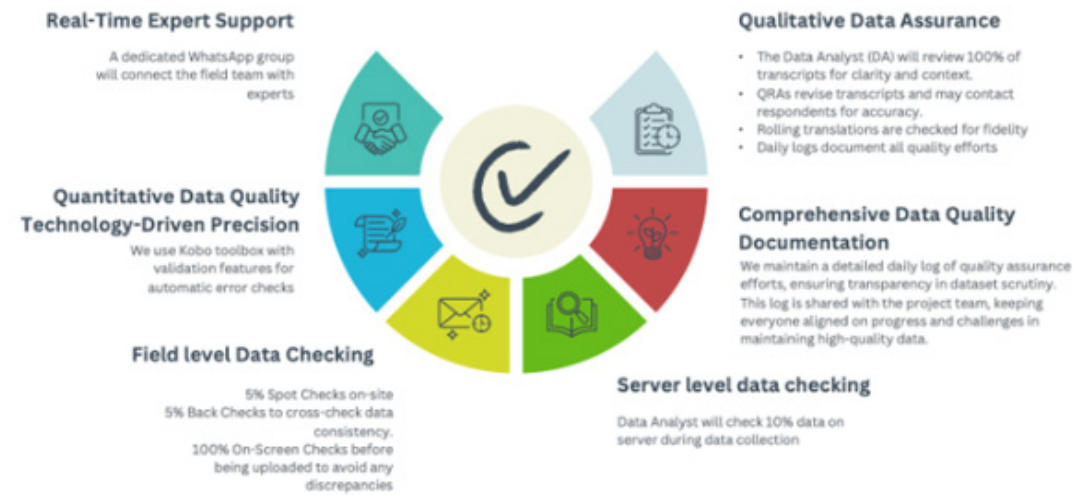 Real-Time Expert Support
A dedicated WhatsApp group
will connect the field team with
experts
Quantitative Data Quality
Technology-Driven Precision
We use Kobo toolbox with
validation features for
automatic error checks
Field level Data Checking
5% Spot Checks on-site
5% Back Checks to cross-check data
consistency.
100% On-Screen Checks before
being uploaded to avoid any
discrepancies
Qualitative Data Assurance
• The Data Analyst (DA) will review 100% of
transcripts for clarity and context.
• QRAs revise transcripts and may contact
respondents for accuracy.
• Rolling translations are checked for fidelity
• Daily logs document all quality efforts
Comprehensive Data Quality
Documentation
We maintain a detailed daily log of quality assurance
efforts, ensuring transparency in dataset scrutiny.
This log is shared with the project team, keeping
everyone aligned on progress and challenges in
maintaining high-quality data.
Server level data checking
Data Analyst will check 10% data on
server during data collection